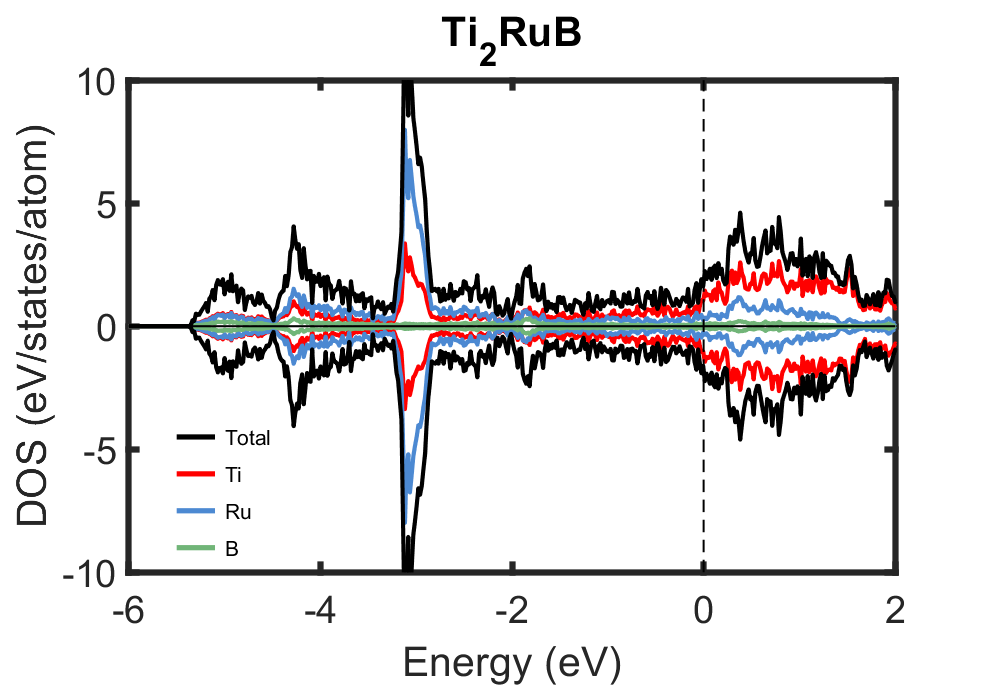 Ti₂RuB
DOS (eV/states/atom)
10
5
0
-5
-10
Total
Ti
Ru
B
-6 -4 -2 0 2
Energy (eV)